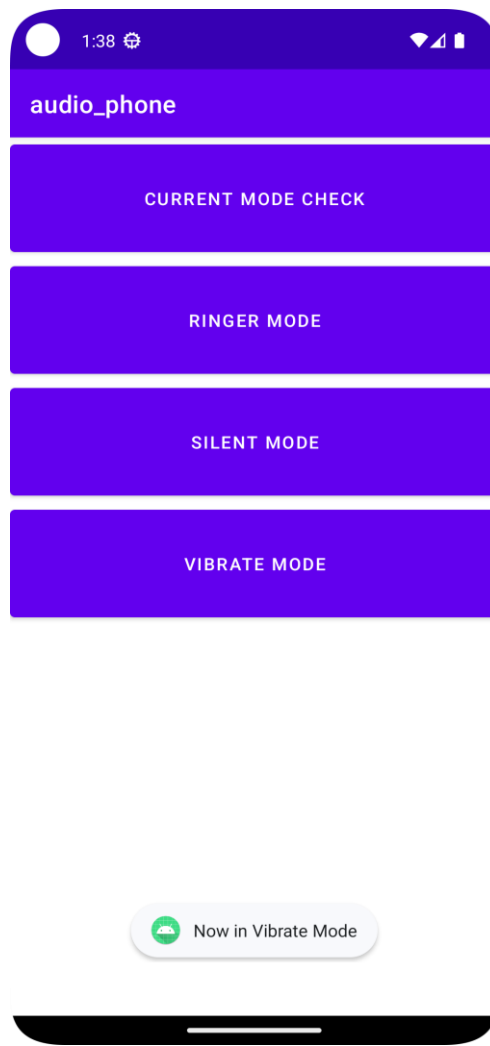 1:38
audio_phone
CURRENT MODE CHECK
RINGER MODE
SILENT MODE
VIBRATE MODE
Now in Vibrate Mode